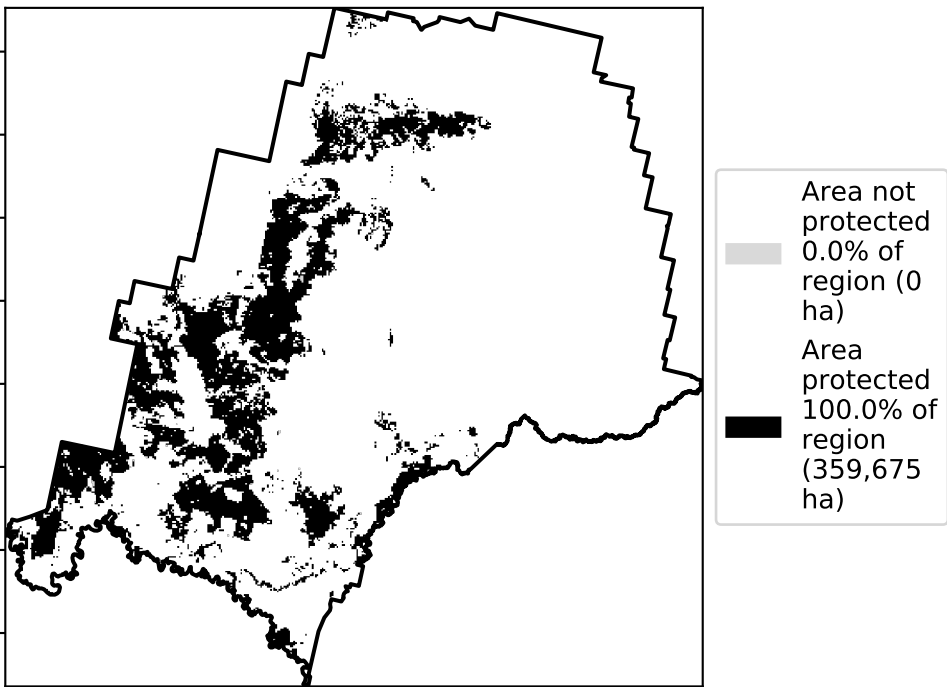 Area not
protected
0.0% of
region (0
ha)
Area
protected
100.0% of
region
(359,675
ha)